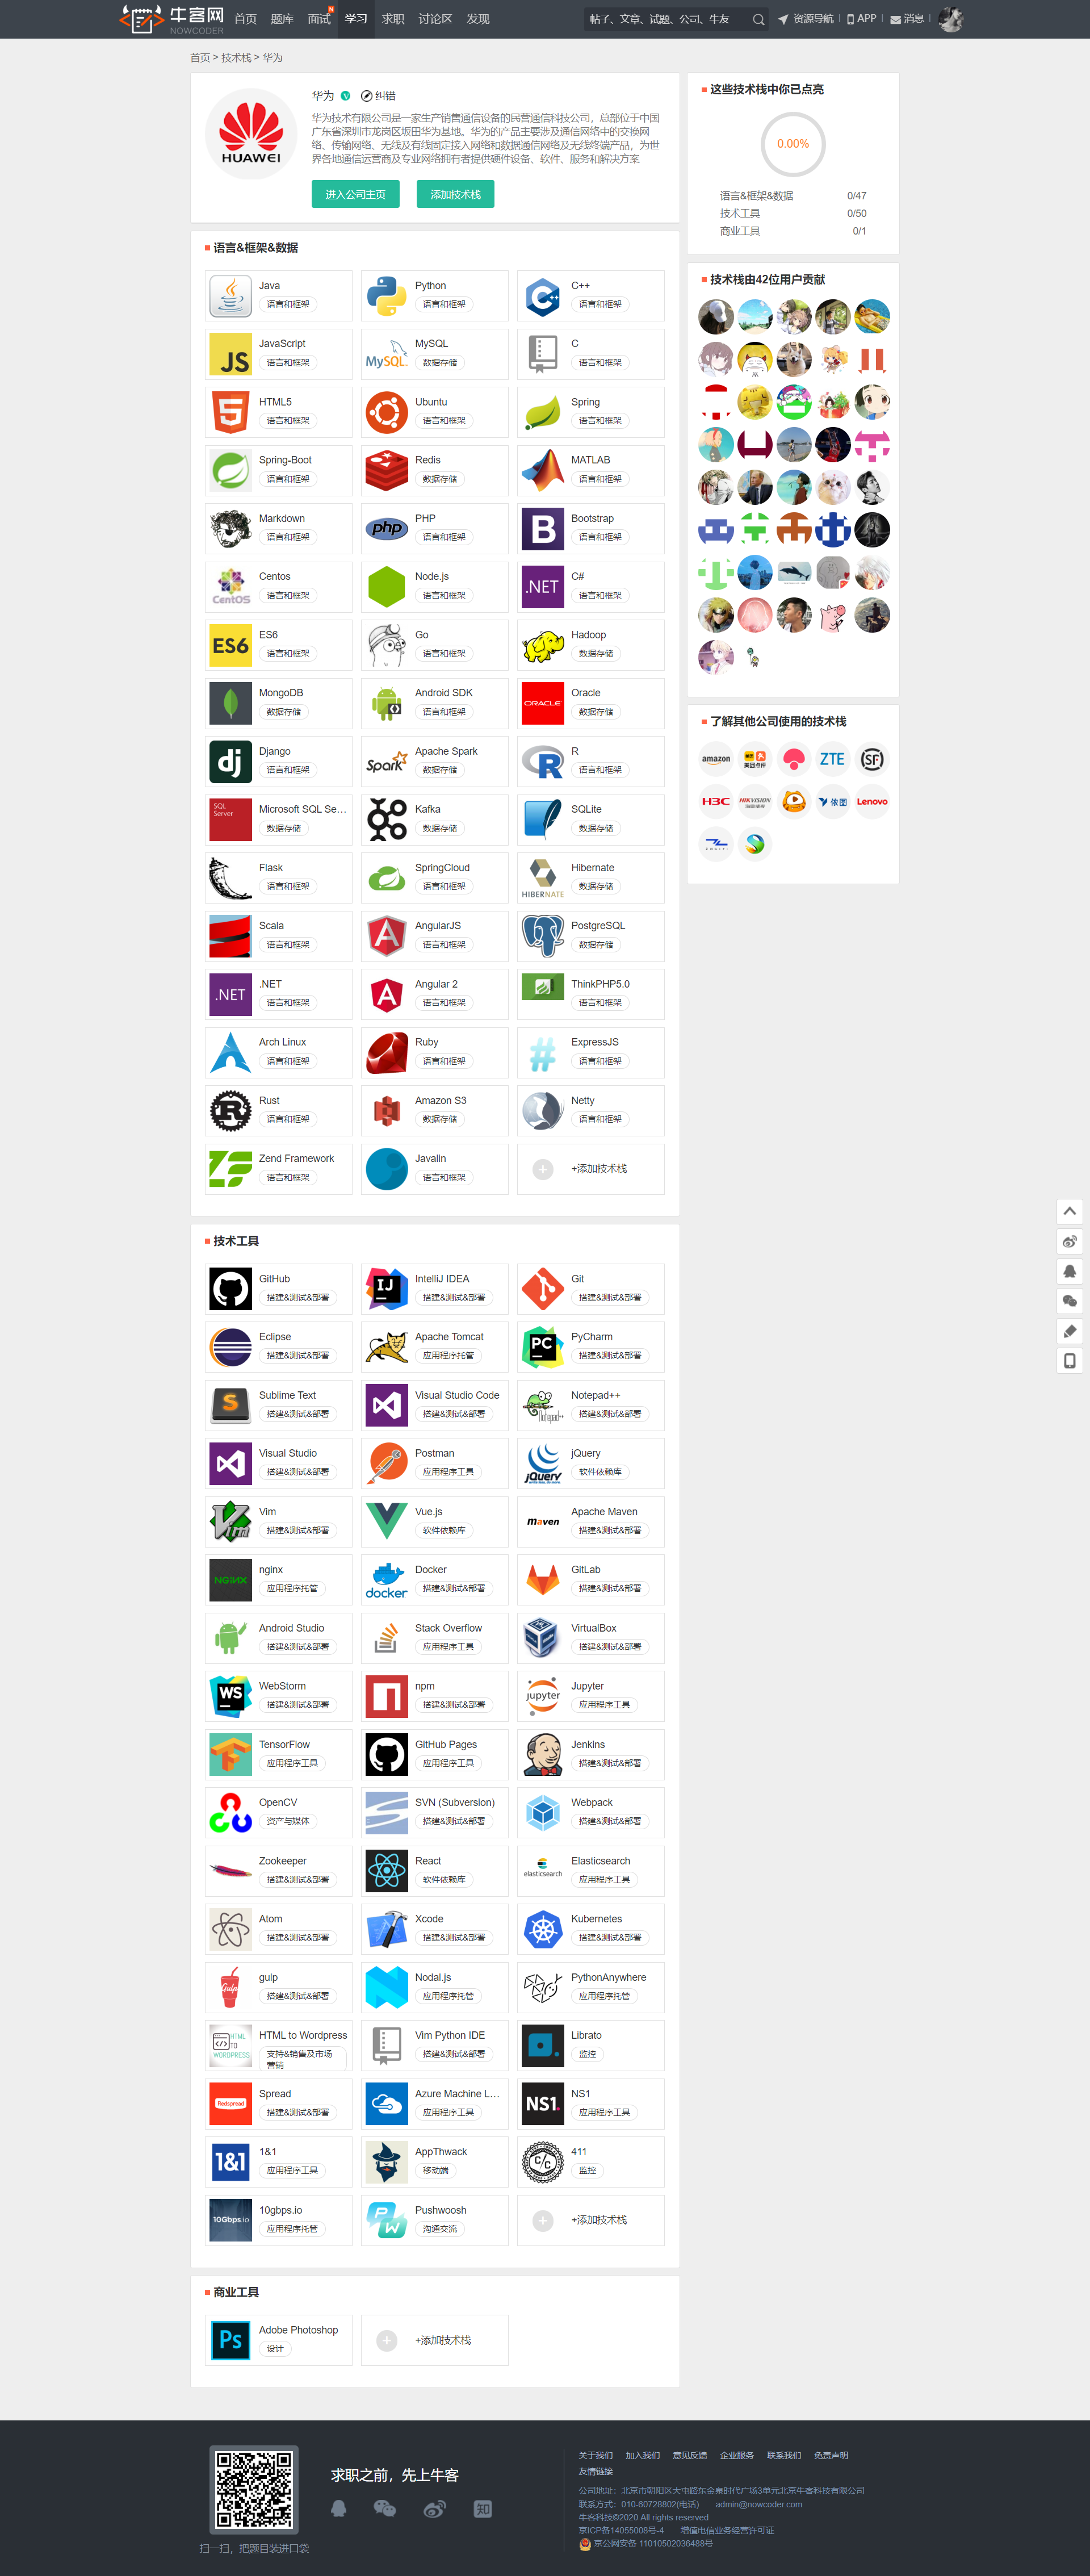 牛客网
NOWCODER
首页 题库 面试 学习 求职 讨论区 发现
帖子、文章、试题、公司、牛友
资源导航 APP 消息
首页 > 技术栈 > 华为
华为 纠错
华为技术有限公司是一家生产销售通信设备的民营通信科技公司，总部位于中国
广东省深圳市龙岗区坂田华为基地。华为的产品主要涉及通信网络中的交换网
络、传输网络、无线及有线固定接入网络和数据通信网络及无线终端产品，为世
界各地通信运营商及专业网络拥有者提供硬件设备、软件、服务和解决方案
HUAWEI
进入公司主页 添加技术栈
语言&框架&数据
Java Python C++
语言和框架 语言和框架 语言和框架
JavaScript MySQL C
语言和框架 数据存储 语言和框架
HTML5 Ubuntu Spring
语言和框架 语言和框架 语言和框架
Spring-Boot Redis MATLAB
语言和框架 数据存储 语言和框架
Markdown PHP Bootstrap
语言和框架 语言和框架 语言和框架
Centos Node.js C#
语言和框架 语言和框架 语言和框架
ES6 Go Hadoop
语言和框架 语言和框架 数据存储
MongoDB Android SDK Oracle
数据存储 语言和框架 数据存储
Django Apache Spark R
语言和框架 数据存储 语言和框架
Microsoft SQL Se... Kafka SQLite
数据存储 数据存储 数据存储
Flask SpringCloud Hibernate
语言和框架 语言和框架 数据存储
Scala AngularJS PostgreSQL
语言和框架 语言和框架 数据存储
.NET Angular 2 ThinkPHP5.0
语言和框架 语言和框架 语言和框架
Arch Linux Ruby ExpressJS
语言和框架 语言和框架 语言和框架
Rust Amazon S3 Netty
语言和框架 数据存储 语言和框架
Zend Framework Javalin +添加技术栈
语言和框架 语言和框架
技术工具
GitHub IntelliJ IDEA Git
搭建&测试&部署 搭建&测试&部署 搭建&测试&部署
Eclipse Apache Tomcat PyCharm
搭建&测试&部署 应用程序托管 搭建&测试&部署
Sublime Text Visual Studio Code Notepad++
搭建&测试&部署 搭建&测试&部署 搭建&测试&部署
Visual Studio Postman jQuery
搭建&测试&部署 应用程序工具 软件依赖库
Vim Vue.js Apache Maven
搭建&测试&部署 软件依赖库 搭建&测试&部署
nginx Docker GitLab
应用程序托管 搭建&测试&部署 搭建&测试&部署
Android Studio Stack Overflow VirtualBox
搭建&测试&部署 应用程序工具 搭建&测试&部署
WebStorm npm Jupyter
搭建&测试&部署 搭建&测试&部署 应用程序工具
TensorFlow GitHub Pages Jenkins
应用程序工具 应用程序工具 搭建&测试&部署
OpenCV SVN (Subversion) Webpack
资产与媒体 搭建&测试&部署 搭建&测试&部署
Zookeeper React Elasticsearch
搭建&测试&部署 软件依赖库 应用程序工具
Atom Xcode Kubernetes
搭建&测试&部署 搭建&测试&部署 搭建&测试&部署
gulp Nodal.js PythonAnywhere
搭建&测试&部署 应用程序托管 应用程序托管
HTML to Wordpress Vim Python IDE Librato
支持&销售及市场营销 搭建&测试&部署 监控
Spread Azure Machine L... NS1
搭建&测试&部署 应用程序工具 应用程序工具
1&1 AppThwack 411
应用程序工具 移动端 监控
10gbps.io Pushwoosh +添加技术栈
应用程序托管 沟通交流
商业工具
Adobe Photoshop +添加技术栈
设计
这些技术栈中你已点亮
0.00%
语言&框架&数据 0/47
技术工具 0/50
商业工具 0/1
技术栈由42位用户贡献
了解其他公司使用的技术栈
amazon 美团点评 ZTE SF
H3C HIKVISION 依图 Lenovo
扫一扫，把题目装进口袋
求职之前，先上牛客
关于我们 加入我们 意见反馈 企业服务 联系我们 免责声明
友情链接
公司地址：北京市朝阳区大屯路东金泉时代广场3单元北京牛客科技有限公司
联系方式：010-60728802(电话) admin@nowcoder.com
牛客科技©2020 All rights reserved
京ICP备14055008号-4 增值电信业务经营许可证
京公网安备 11010502036488号